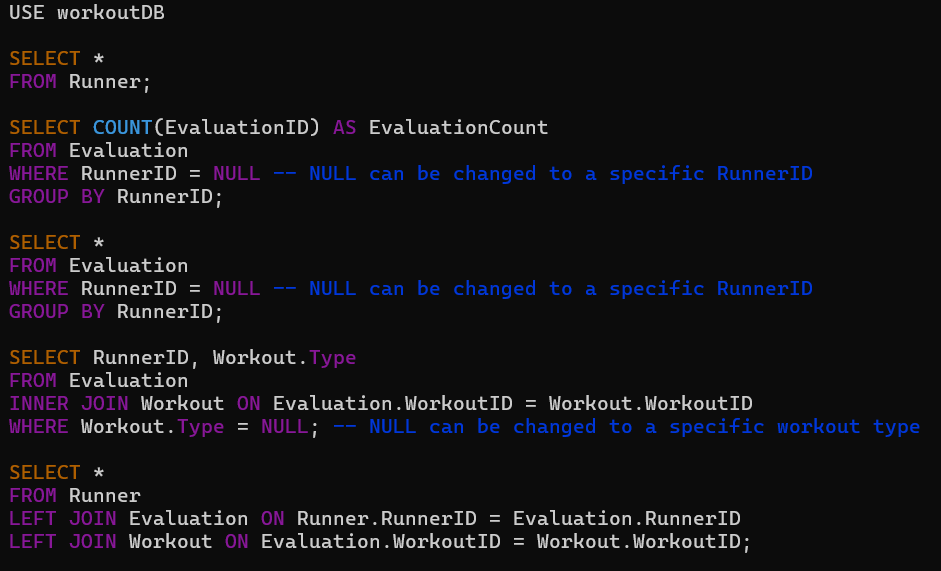 USE workoutDB
SELECT *
FROM Runner;
SELECT COUNT(EvaluationID) AS EvaluationCount
FROM Evaluation
WHERE RunnerID = NULL -- NULL can be changed to a specific RunnerID
GROUP BY RunnerID;
SELECT *
FROM Evaluation
WHERE RunnerID = NULL -- NULL can be changed to a specific RunnerID
GROUP BY RunnerID;
SELECT RunnerID, Workout.Type
FROM Evaluation
INNER JOIN Workout ON Evaluation.WorkoutID = Workout.WorkoutID
WHERE Workout.Type = NULL; -- NULL can be changed to a specific workout type
SELECT *
FROM Runner
LEFT JOIN Evaluation ON Runner.RunnerID = Evaluation.RunnerID
LEFT JOIN Workout ON Evaluation.WorkoutID = Workout.WorkoutID;